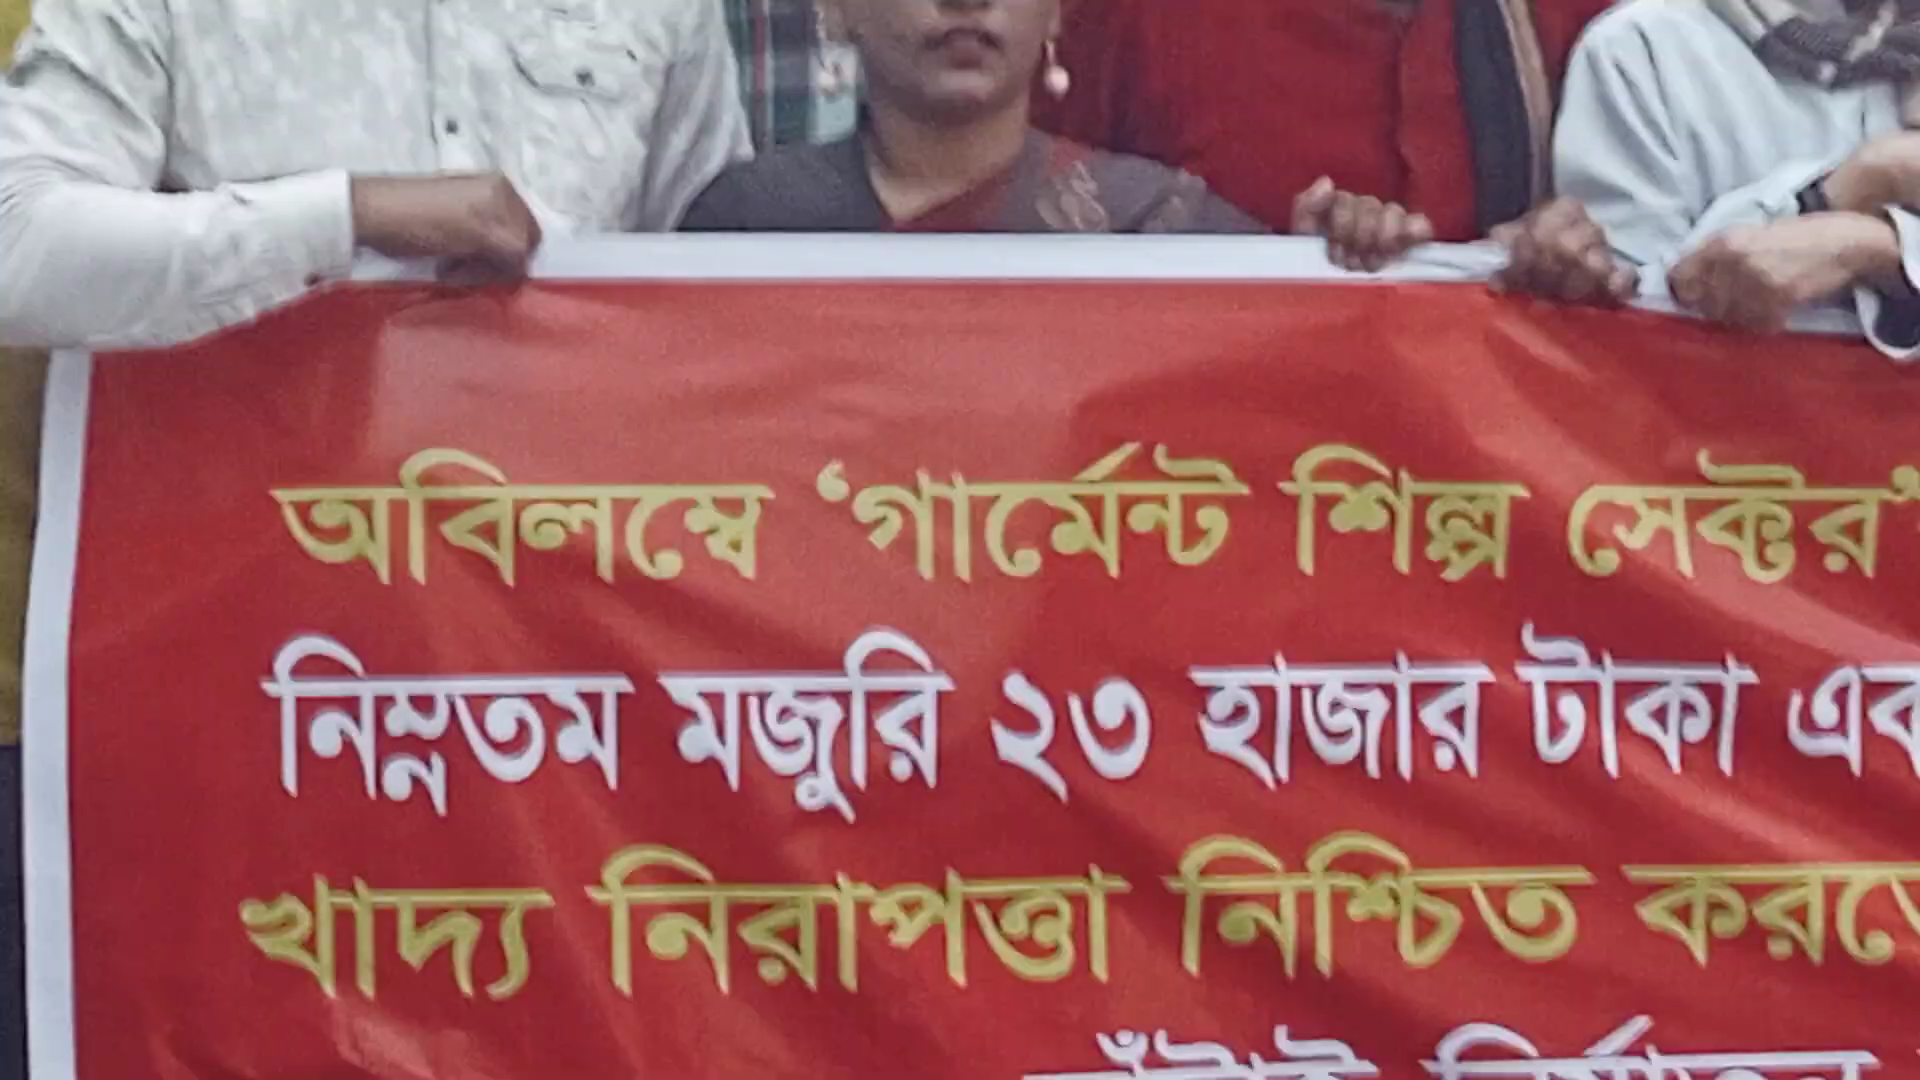 অবিলম্বে ‘গার্মেন্ট শিল্প সেক্টর’
নিম্নতম মজুরি ২৩ হাজার টাকা
খাদ্য নিরাপত্তা নিশ্চিত